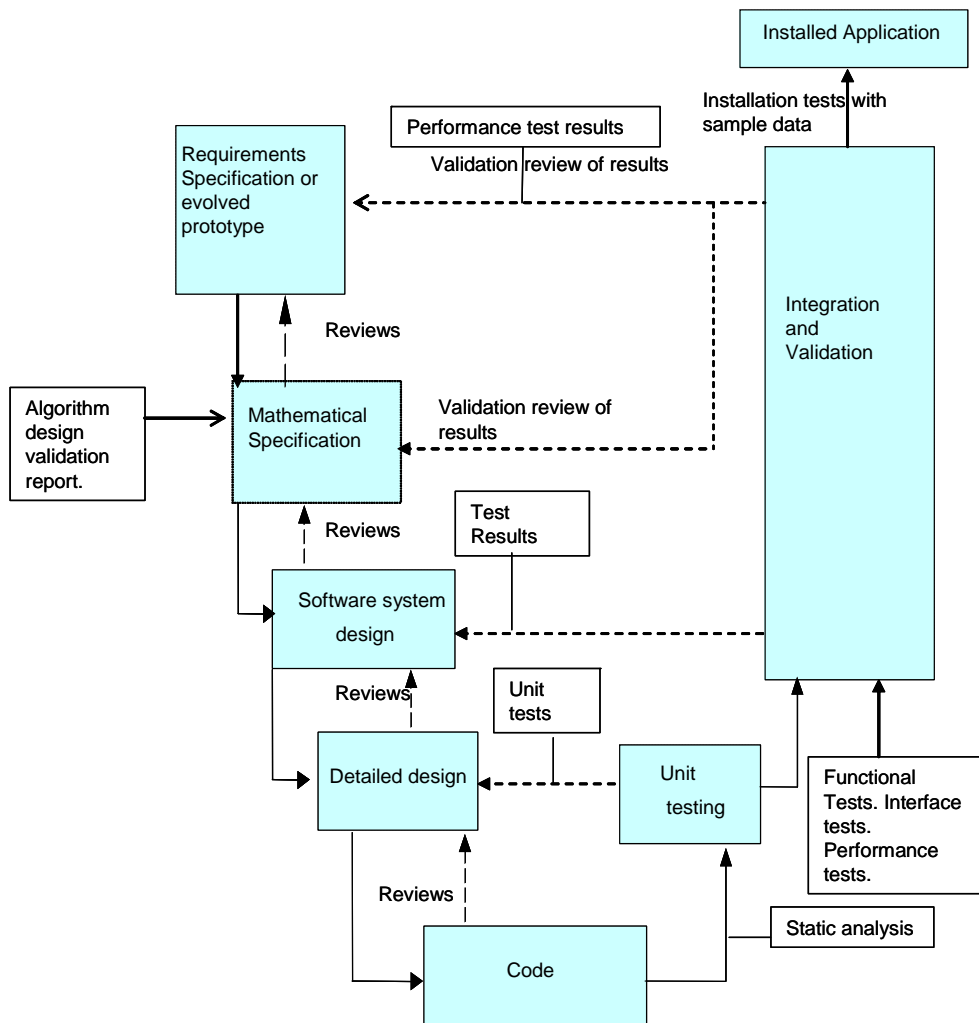 Installed Application
Installation tests with
sample data
Performance test results
Validation review of results
Requirements
Specification or
evolved
prototype
Integration
and
Validation
Reviews
Algorithm
design
validation
report.
Mathematical
Specification
Validation review of
results
Reviews
Test
Results
Software system
design
Reviews
Unit
tests
Detailed design
Unit
testing
Functional
Tests. Interface
tests.
Performance
tests.
Reviews
Static analysis
Code